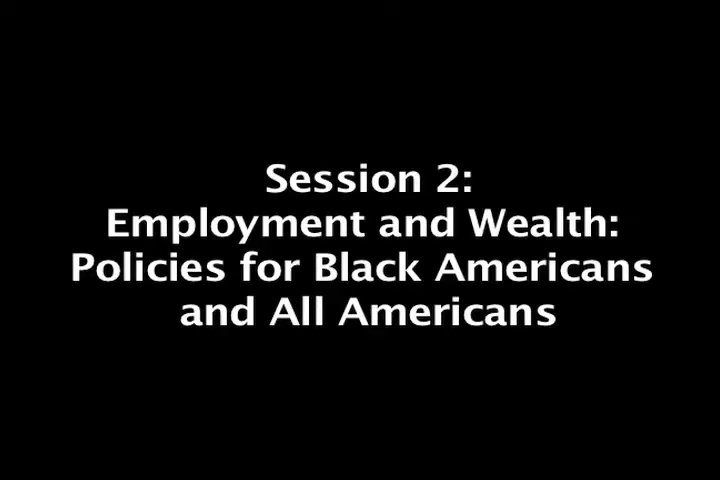 Session 2:
Employment and Wealth:
Policies for Black Americans
and All Americans